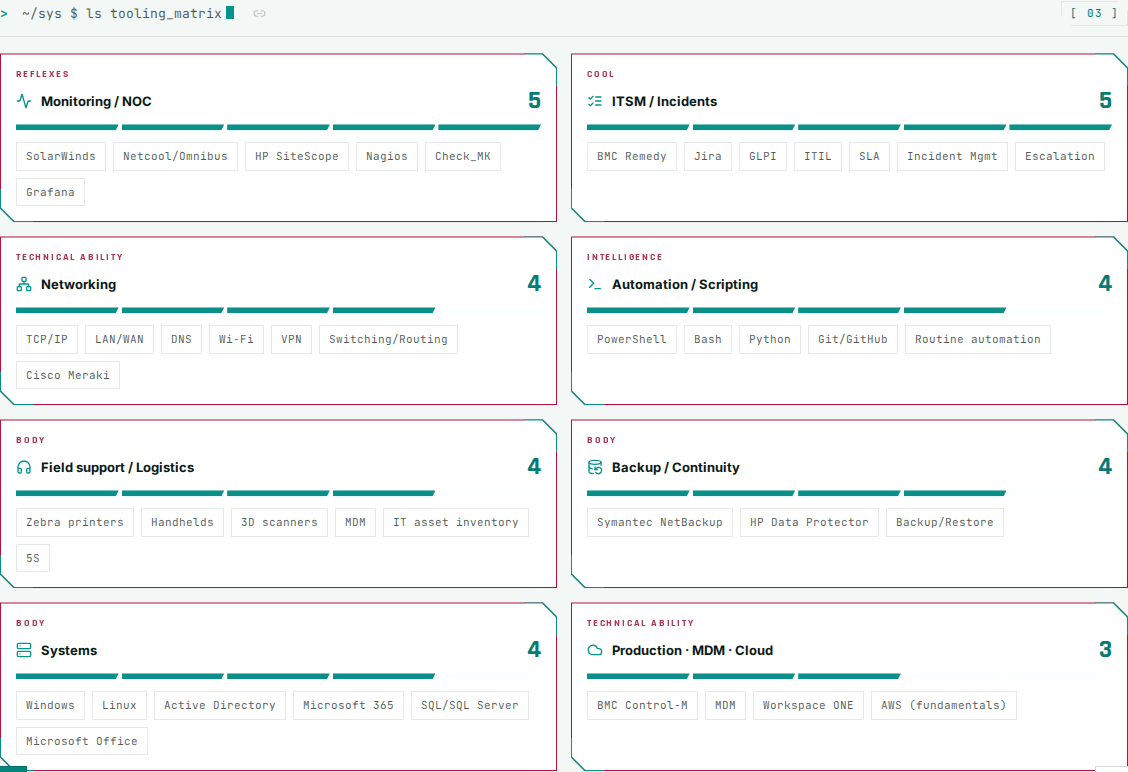 > ~/sys $ ls tooling_matrix
[ 03 ]
REFLEXES
Monitoring / NOC
5
SolarWinds Netcool/Omnibus HP SiteScope Nagios Check_MK
Grafana
COOL
ITSM / Incidents
5
BMC Remedy Jira GLPI ITIL SLA Incident Mgmt Escalation
TECHNICAL ABILITY
Networking
4
TCP/IP LAN/WAN DNS Wi-Fi VPN Switching/Routing
Cisco Meraki
INTELLIGENCE
Automation / Scripting
4
PowerShell Bash Python Git/GitHub Routine automation
BODY
Field support / Logistics
4
Zebra printers Handhelds 3D scanners MDM IT asset inventory
5S
BODY
Backup / Continuity
4
Symantec NetBackup HP Data Protector Backup/Restore
BODY
Systems
4
Windows Linux Active Directory Microsoft 365 SQL/SQL Server
Microsoft Office
TECHNICAL ABILITY
Production · MDM · Cloud
3
BMC Control-M MDM Workspace ONE AWS (fundamentals)